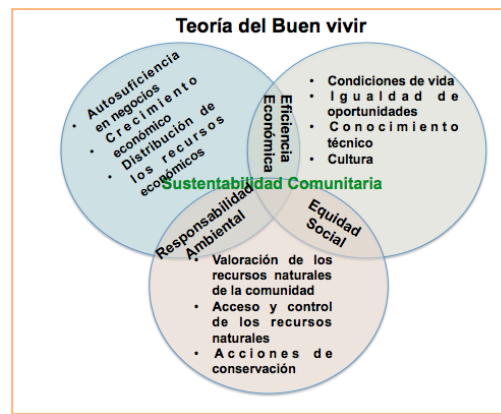 Teoría del Buen vivir
• Autosuficiencia
en negocios
• Crecimiento
económico
• Distribución de
los recursos
económicos
Eficiencia
Económica
• Condiciones de vida
• Igualdad de
oportunidades
• Conocimiento
técnico
• Cultura
Sustentabilidad Comunitaria
Responsabilidad
Ambiental
Equidad
Social
• Valoración de los
recursos naturales
de la comunidad
• Acceso y control
de los recursos
naturales
• Acciones de
conservación